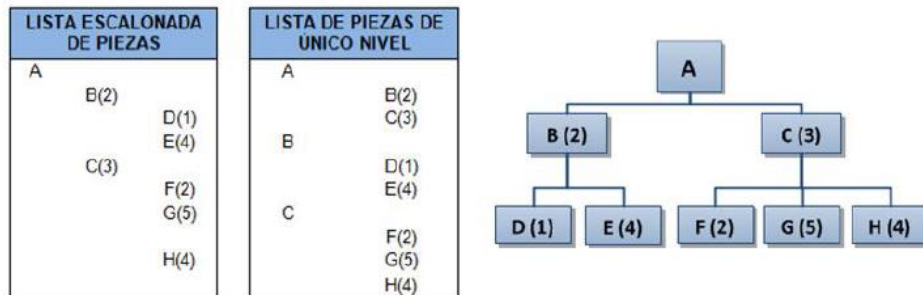 LISTA ESCALONADA
DE PIEZAS
A
B(2)
D(1)
E(4)
C(3)
F(2)
G(5)
H(4)
LISTA DE PIEZAS DE
ÚNICO NIVEL
A
B(2)
C(3)
B
D(1)
E(4)
C
F(2)
G(5)
H(4)
A
B (2)
C (3)
D (1)
E (4)
F (2)
G (5)
H (4)